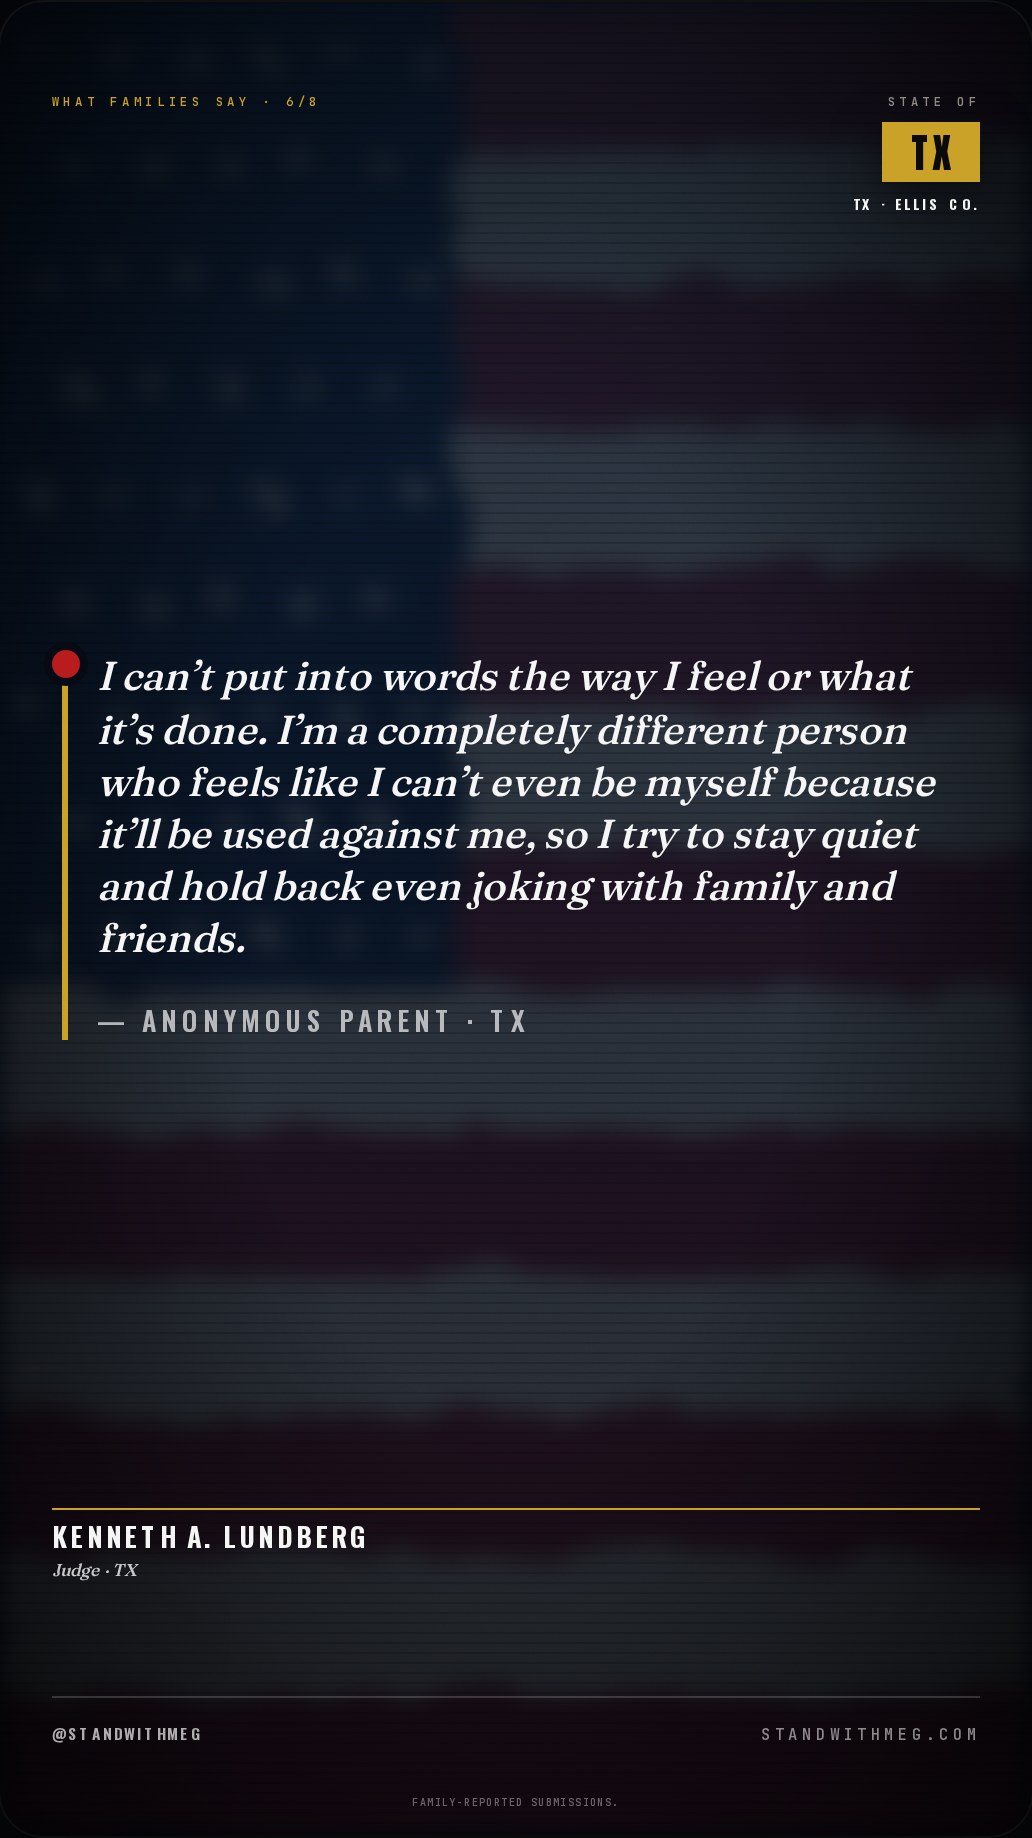 WHAT FAMILIES SAY · 6/8
STATE OF
TX
TX · ELLIS CO.
I can’t put into words the way I feel or what
it’s done. I’m a completely different person
who feels like I can’t even be myself because
it’ll be used against me, so I try to stay quiet
and hold back even joking with family and
friends.
— ANONYMOUS PARENT · TX
KENNETH A. LUNDBERG
Judge · TX
@STANDWITHMEG
STANDWITHMEG.COM
FAMILY-REPORTED SUBMISSIONS.